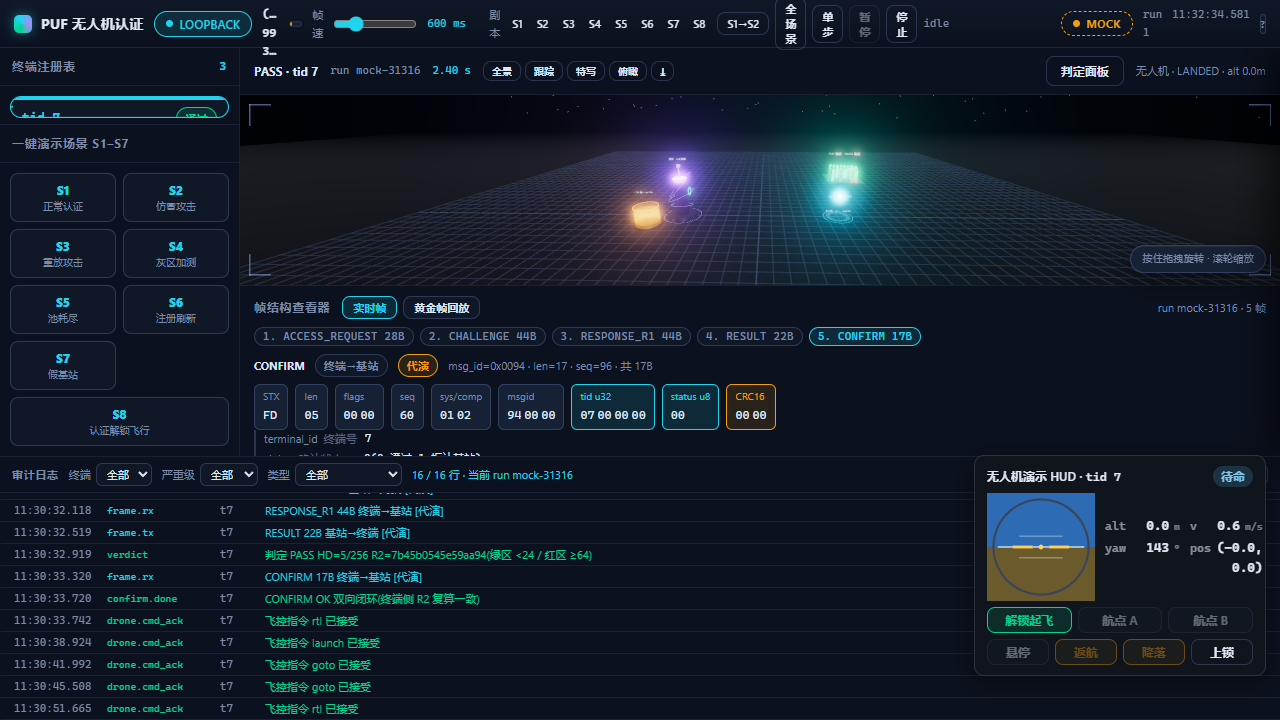 PUF 无人机认证
LOOPBACK
(…
99
3…
帧速
600 ms
剧本
S1 S2 S3 S4 S5 S6 S7 S8 S1→S2
全场景
单步
暂停
停止
idle
MOCK
run 1
11:32:34.581
?
终端注册表 3
tid 7
一键演示场景 S1–S7
S1
正常认证
S2
仿冒攻击
S3
重放攻击
S4
灰区加测
S5
池耗尽
S6
注册刷新
S7
假基站
S8
认证解锁飞行
PASS · tid 7 run mock-31316 2.40 s
全景 跟踪 特写 俯瞰
判定面板
无人机 · LANDED · alt 0.0m
按住拖拽旋转 · 滚轮缩放
帧结构查看器 实时帧 黄金帧回放
run mock-31316 · 5 帧
1. ACCESS_REQUEST 28B
2. CHALLENGE 44B
3. RESPONSE_R1 44B
4. RESULT 22B
5. CONFIRM 17B
CONFIRM 终端→基站 代演 msg_id=0x0094 · len=17 · seq=96 · 共 17B
STX
FD
len
05
flags
00 00
seq
60
sys/comp
01 02
msgid
94 00 00
tid u32
07 00 00 00
status u8
00
CRC16
00 00
terminal_id 终端号 7
审计日志 终端 全部 严重级 全部 类型 全部 16 / 16 行 · 当前 run mock-31316
11:30:32.118 frame.rx t7 RESPONSE_R1 44B 终端→基站 [代演]
11:30:32.519 frame.tx t7 RESULT 22B 基站→终端 [代演]
11:30:32.919 verdict t7 判定 PASS HD=5/256 R2=7b45b0545e59aa94(绿区 <24 / 红区 ≥64)
11:30:33.320 frame.rx t7 CONFIRM 17B 终端→基站 [代演]
11:30:33.720 confirm.done t7 CONFIRM OK 双向闭环(终端侧 R2 复算一致)
11:30:33.742 drone.cmd_ack t7 飞控指令 rtl 已接受
11:30:38.924 drone.cmd_ack t7 飞控指令 launch 已接受
11:30:41.992 drone.cmd_ack t7 飞控指令 goto 已接受
11:30:45.508 drone.cmd_ack t7 飞控指令 goto 已接受
11:30:51.665 drone.cmd_ack t7 飞控指令 rtl 已接受
无人机演示 HUD · tid 7 待命
alt 0.0 m v 0.6 m/s
yaw 143 ° pos (−0.0,
0.0)
解锁起飞 航点 A 航点 B
悬停 返航 降落 上锁